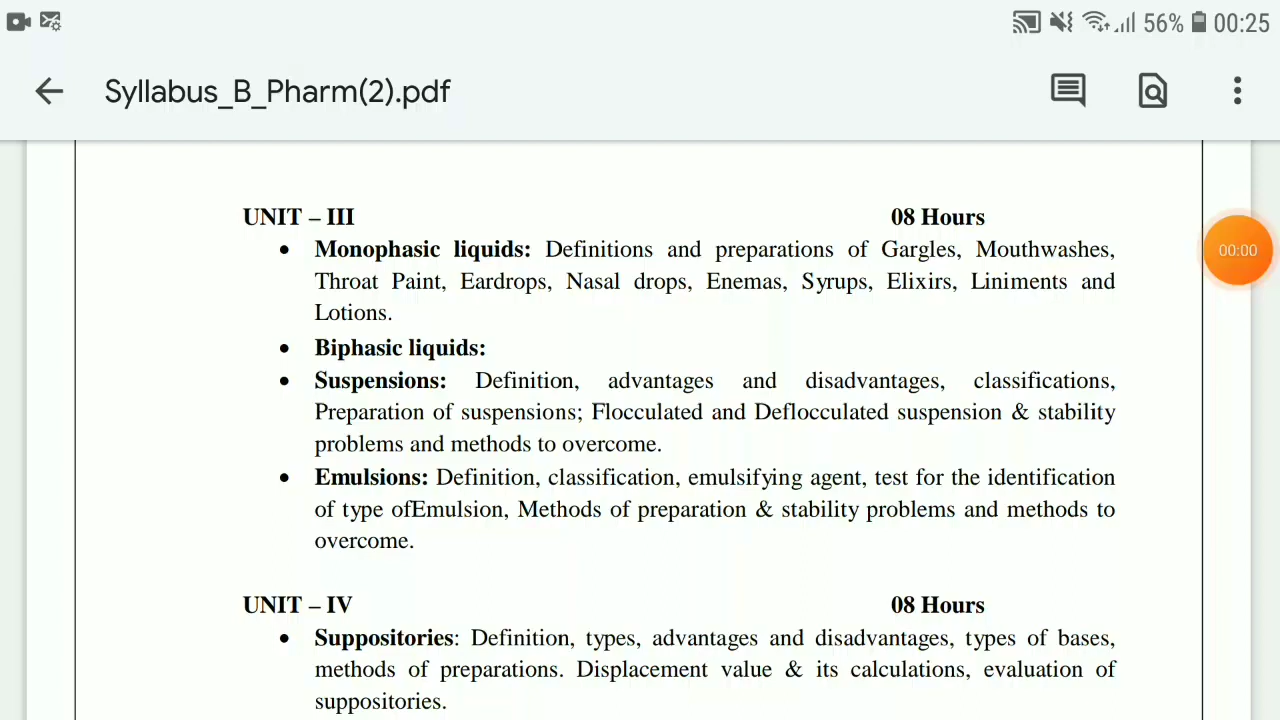 56% 00:25
Syllabus_B_Pharm(2).pdf
UNIT – III 08 Hours
• Monophasic liquids: Definitions and preparations of Gargles, Mouthwashes,
Throat Paint, Eardrops, Nasal drops, Enemas, Syrups, Elixirs, Liniments and
Lotions.
00:00
• Biphasic liquids:
• Suspensions: Definition, advantages and disadvantages, classifications,
Preparation of suspensions; Flocculated and Deflocculated suspension & stability
problems and methods to overcome.
• Emulsions: Definition, classification, emulsifying agent, test for the identification
of type ofEmulsion, Methods of preparation & stability problems and methods to
overcome.
UNIT – IV 08 Hours
• Suppositories: Definition, types, advantages and disadvantages, types of bases,
methods of preparations. Displacement value & its calculations, evaluation of
suppositories.